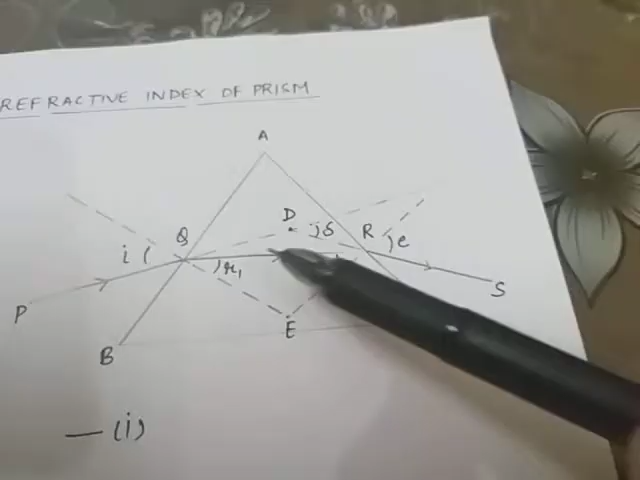 REFRACTIVE INDEX OF PRISM
A
D
δ
Q
R
e
i
r₁
P
S
E
B
— (i)